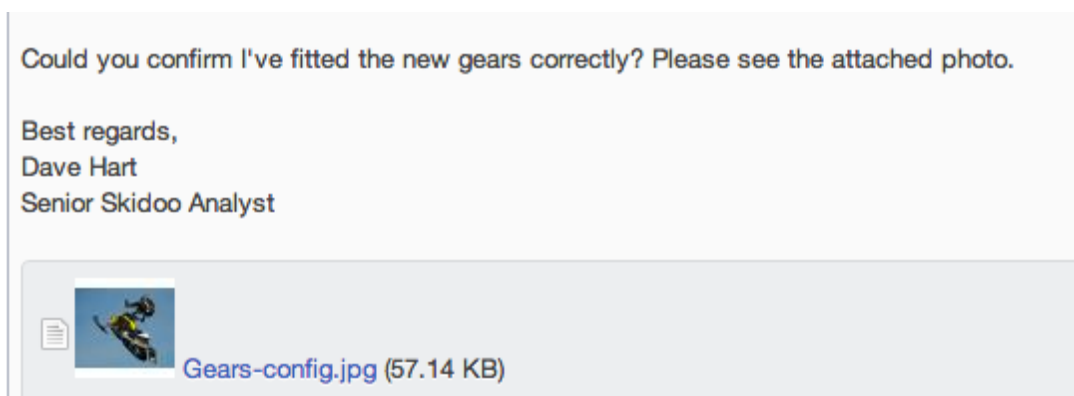 Could you confirm I've fitted the new gears correctly? Please see the attached photo.
Best regards,
Dave Hart
Senior Skidoo Analyst
Gears-config.jpg (57.14 KB)